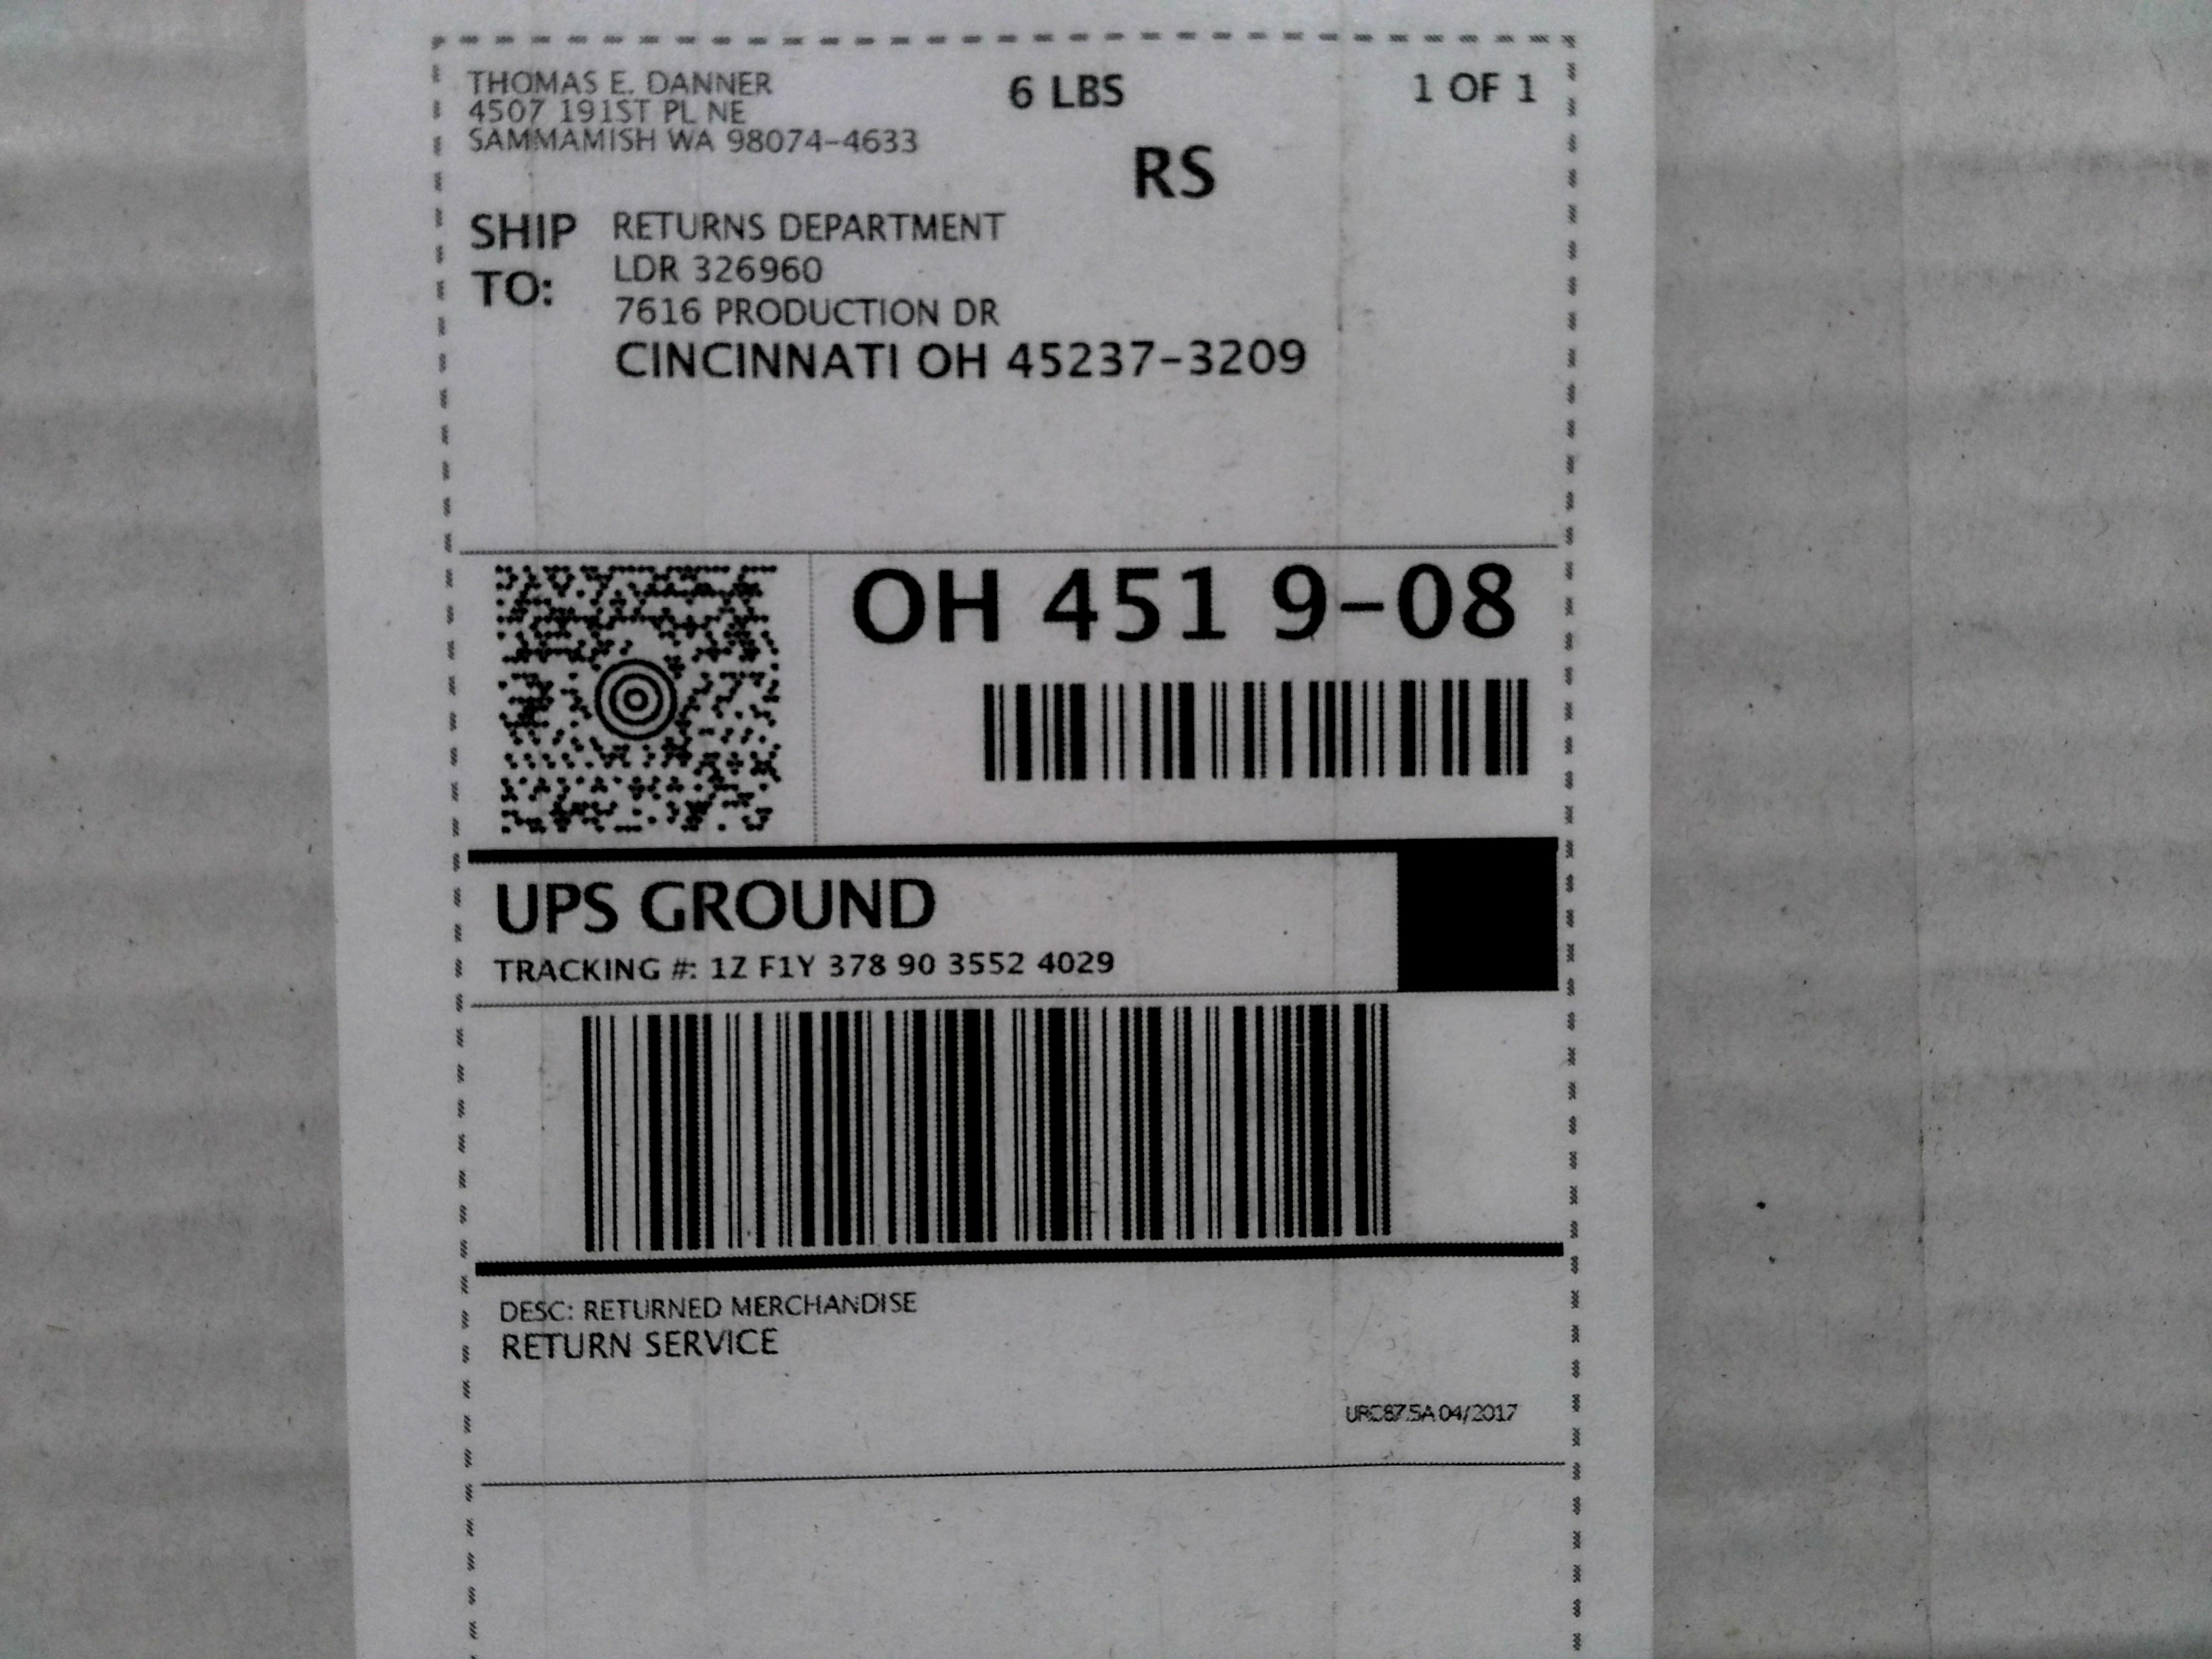 THOMAS E. DANNER
4507 191ST PL NE
SAMMAMISH WA 98074-4633
6 LBS
1 OF 1
RS
SHIP TO:
RETURNS DEPARTMENT
LDR 326960
7616 PRODUCTION DR
CINCINNATI OH 45237-3209
OH 451 9-08
UPS GROUND
TRACKING #: 1Z F1Y 378 90 3552 4029
DESC: RETURNED MERCHANDISE
RETURN SERVICE
04/2017